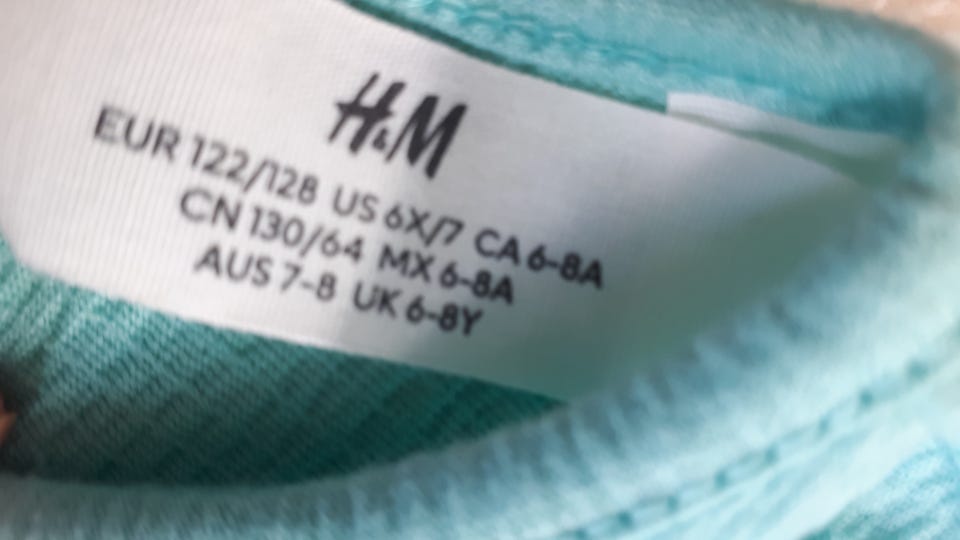 H&M
EUR 122/128 US 6X/7 CA 6-8A
CN 130/64 MX 6-8A
AUS 7-8 UK 6-8Y